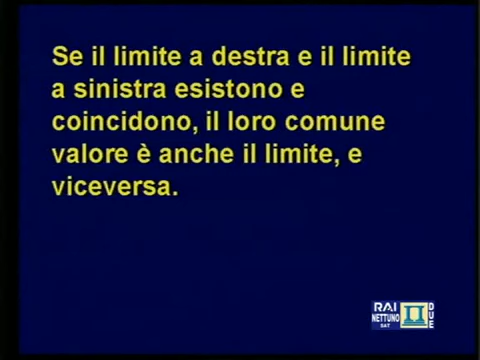 Se il limite a destra e il limite
a sinistra esistono e
coincidono, il loro comune
valore è anche il limite, e
viceversa.
RAI
NETTUNO
SAT
DUE